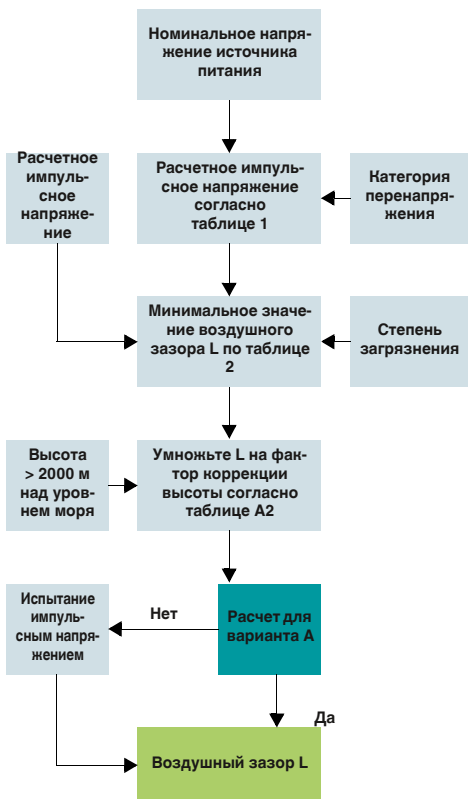 Номинальное напря-
жение источника
питания
Расчетное
импуль-
сное
напряже-
ние
Расчетное импуль-
сное напряжение
согласно
таблице 1
Категория
перенапря-
жения
Минимальное значе-
ние воздушного
зазора L по таблице
2
Степень
загрязнения
Высота
> 2000 м
над уров-
нем моря
Умножьте L на фак-
тор коррекции
высоты согласно
таблице A2
Испытание
импуль-
сным напря-
жением
Нет
Расчет для
варианта A
Да
Воздушный зазор L